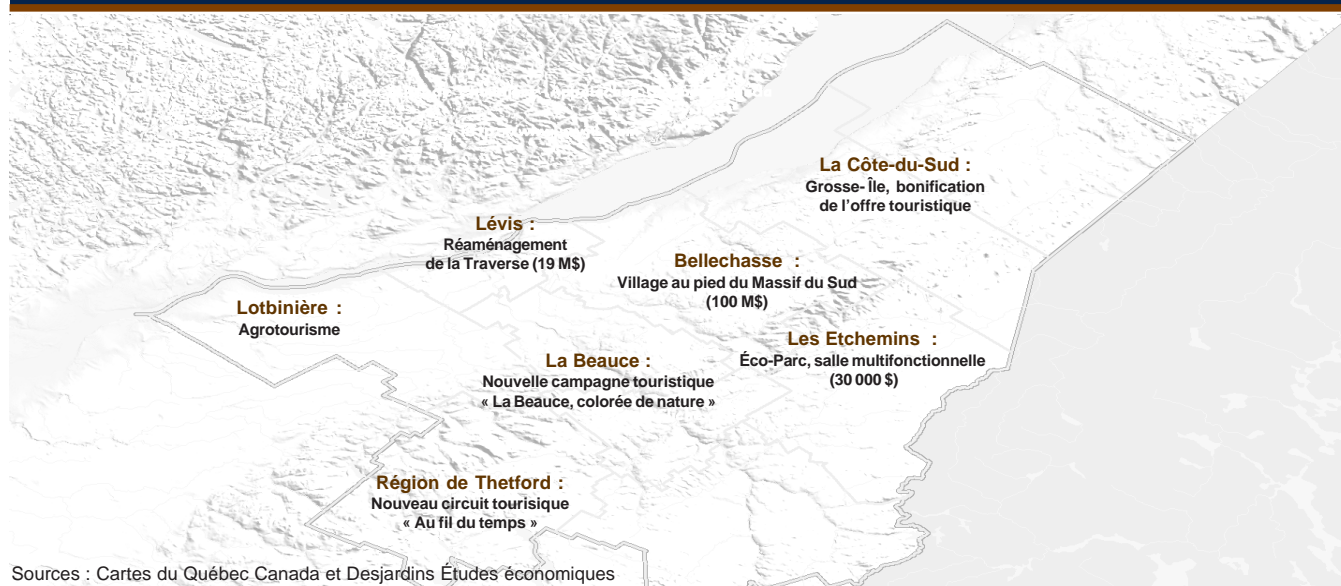 La Côte-du-Sud :
Grosse- Île, bonification
de l'offre touristique
Lévis :
Réaménagement
de la Traverse (19 M$)
Bellechasse :
Village au pied du Massif du Sud
(100 M$)
Lotbinière :
Agrotourisme
Les Etchemins :
Éco-Parc, salle multifonctionnelle
(30 000 $)
La Beauce :
Nouvelle campagne touristique
« La Beauce, colorée de nature »
Région de Thetford :
Nouveau circuit tourisique
« Au fil du temps »
Sources : Cartes du Québec Canada et Desjardins Études économiques